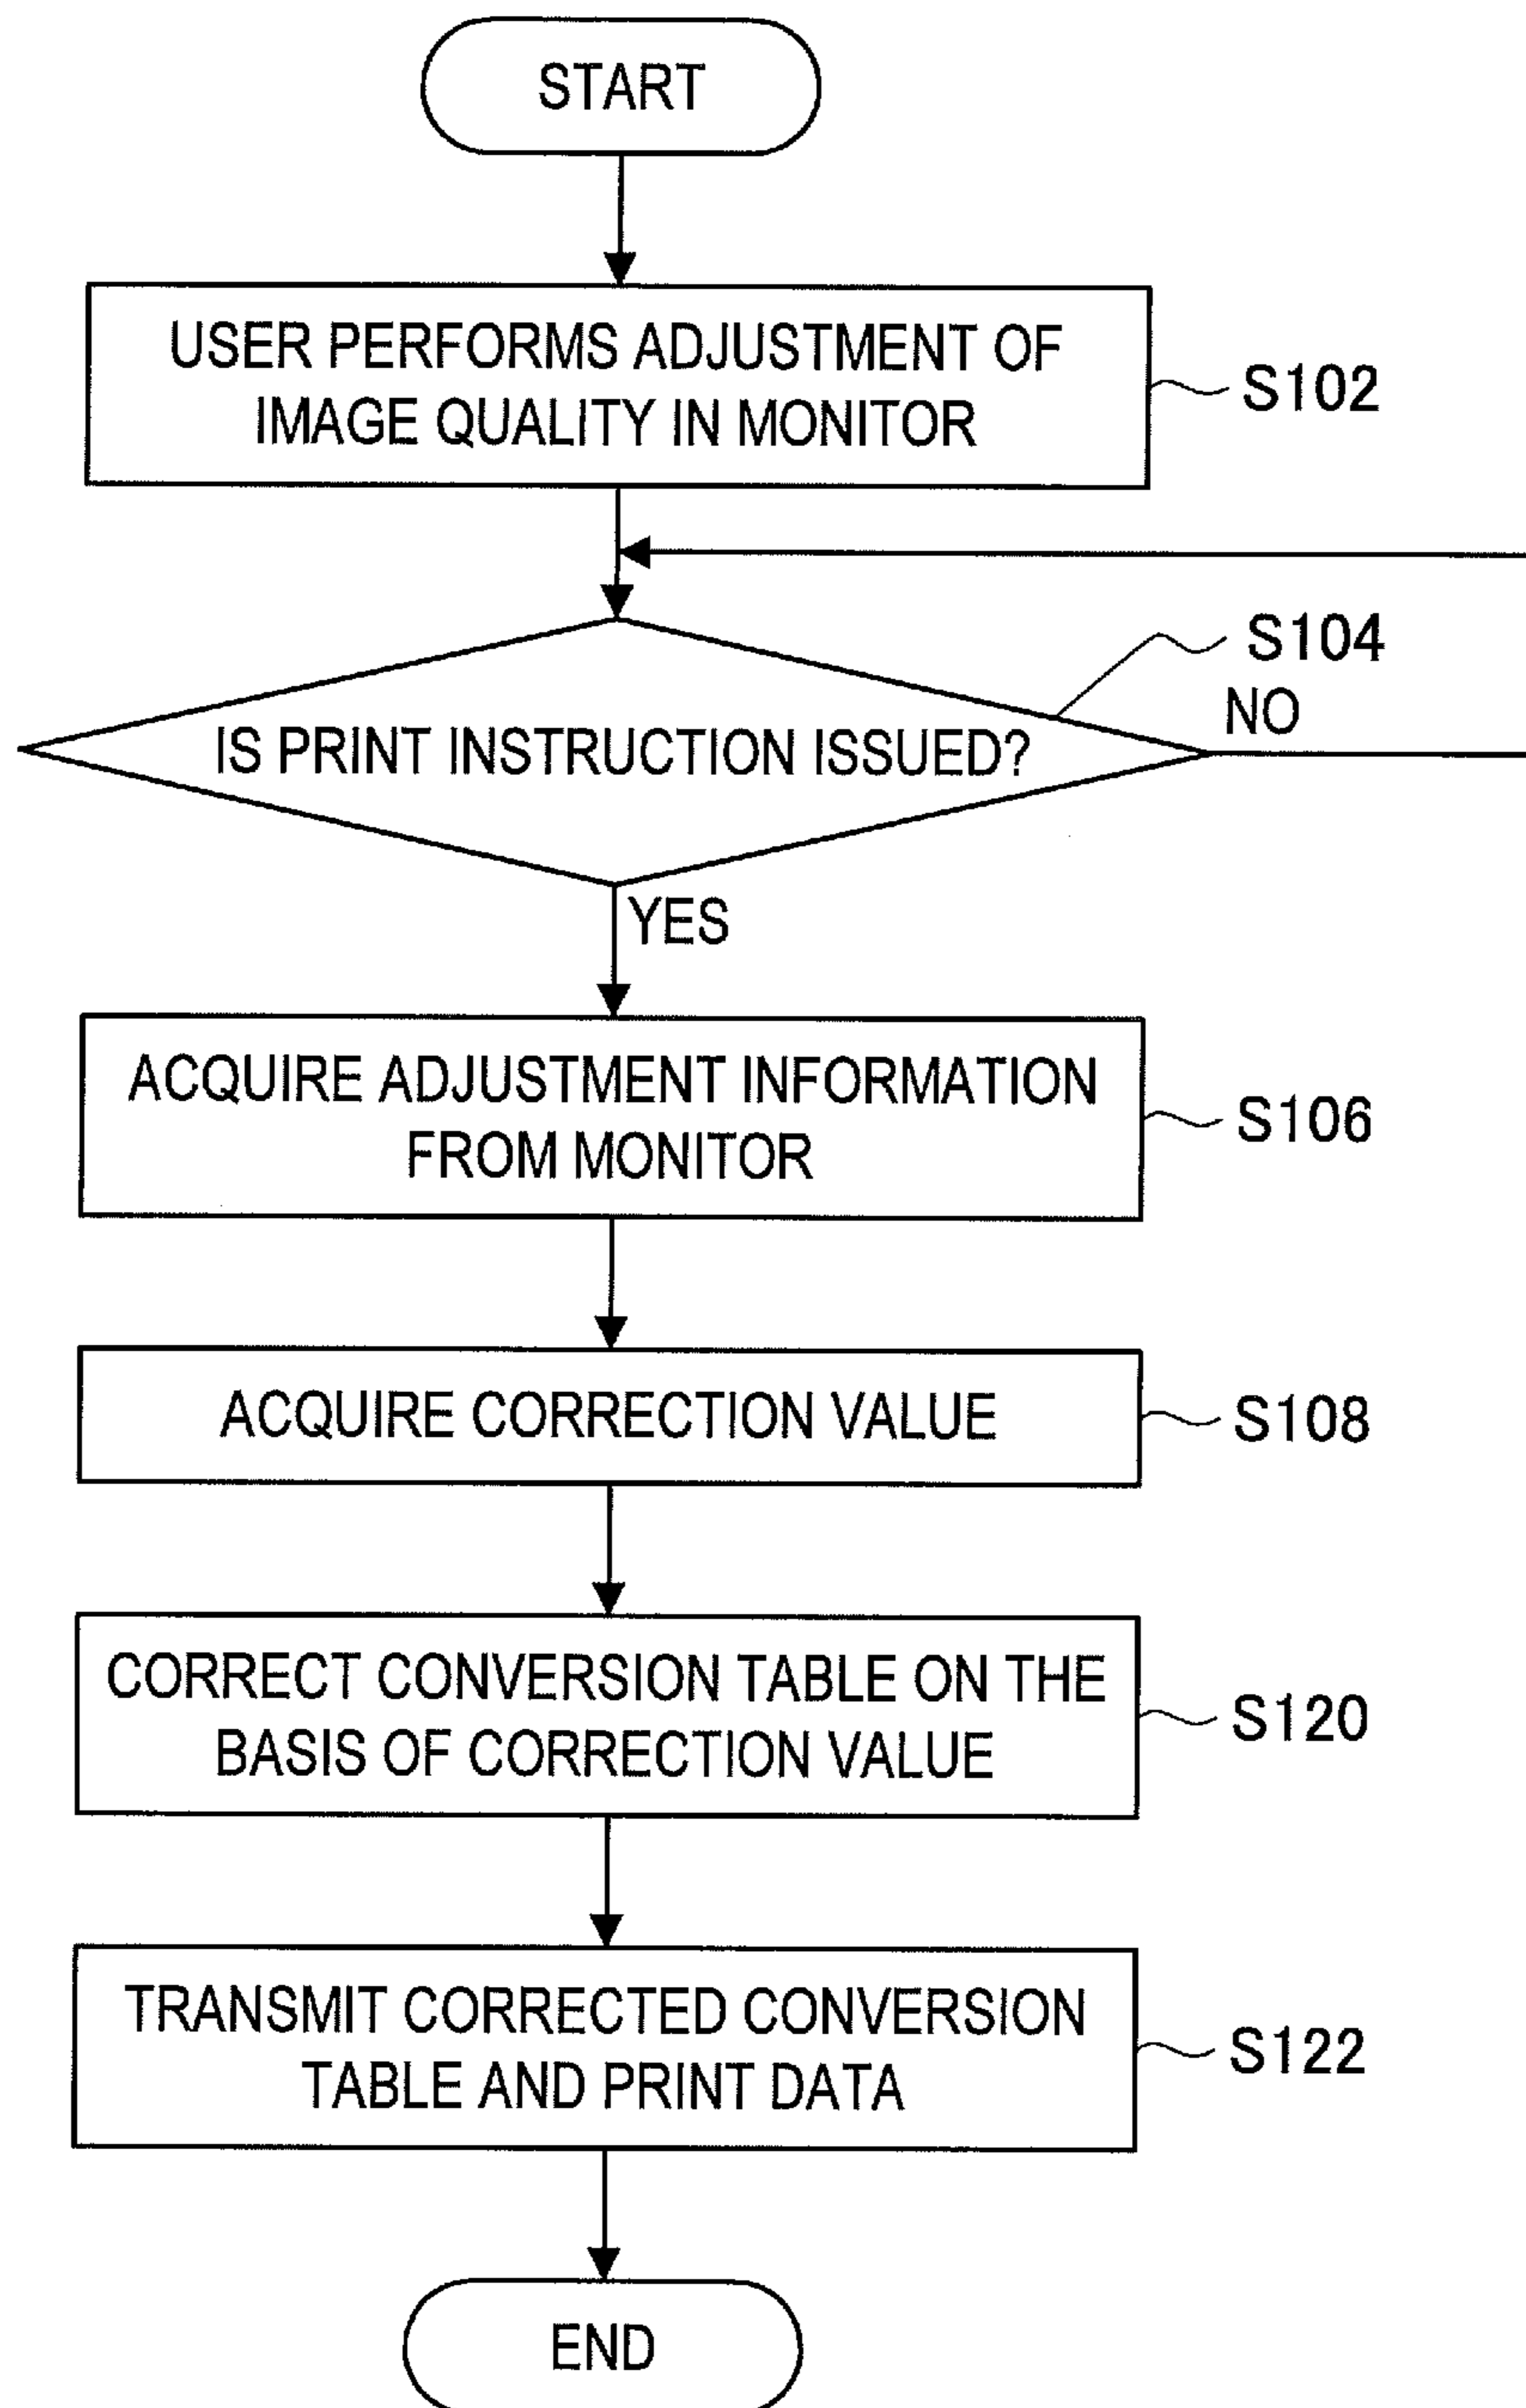 START
USER PERFORMS ADJUSTMENT OF
IMAGE QUALITY IN MONITOR
S102
S104
NO
IS PRINT INSTRUCTION ISSUED?
YES
ACQUIRE ADJUSTMENT INFORMATION
FROM MONITOR
S106
ACQUIRE CORRECTION VALUE
S108
CORRECT CONVERSION TABLE ON THE
BASIS OF CORRECTION VALUE
S120
TRANSMIT CORRECTED CONVERSION
TABLE AND PRINT DATA
S122
END